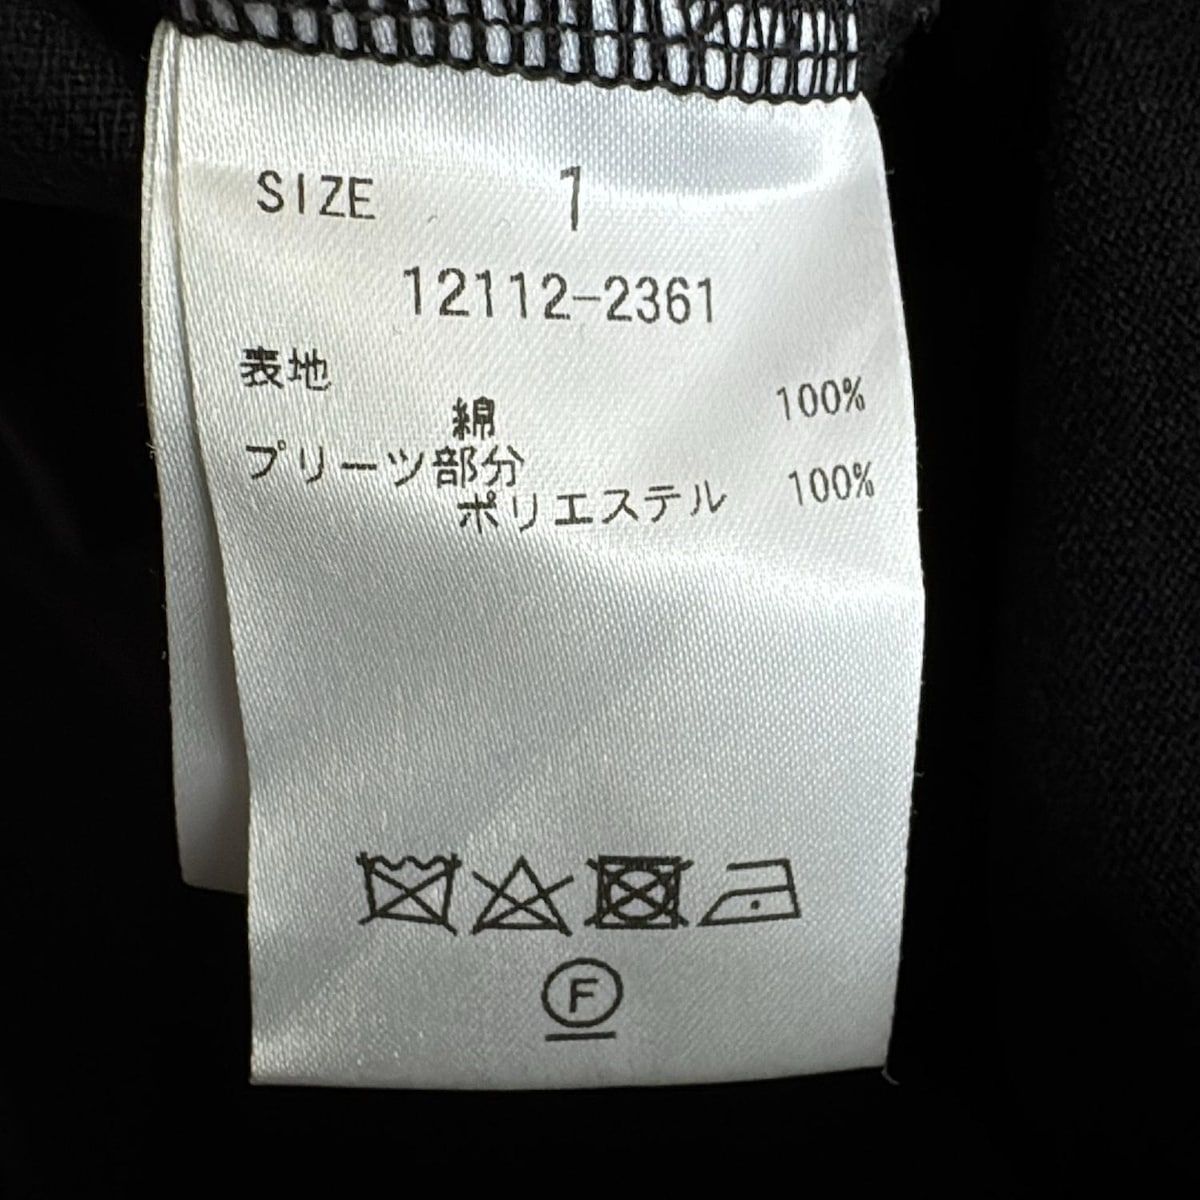 SIZE 1
12112-2361
表地
綿 100%
プリーツ部分
ポリエステル 100%
F